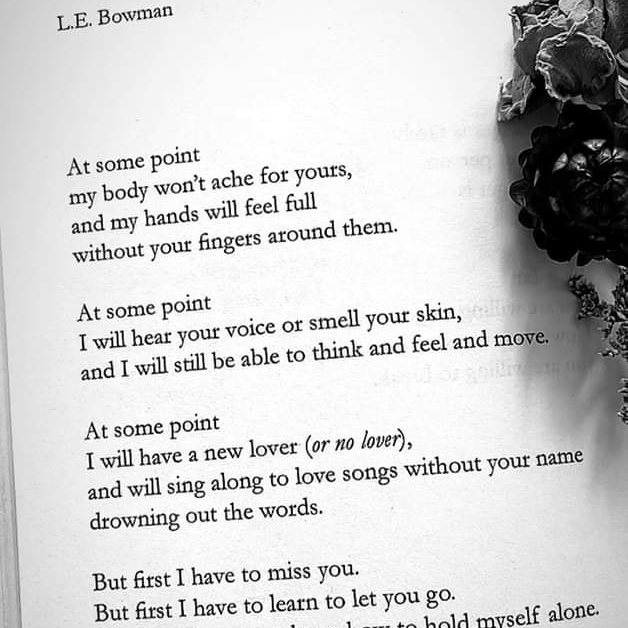 L.E. Bowman
At some point
my body won't ache for yours,
and my hands will feel full
without your fingers around them.
At some point
I will hear your voice or smell your skin,
and I will still be able to think and feel and move.
At some point
I will have a new lover (or no lover),
and will sing along to love songs without your name
drowning out the words.
But first I have to miss you.
But first I have to learn to let you go.
to hold myself alone.